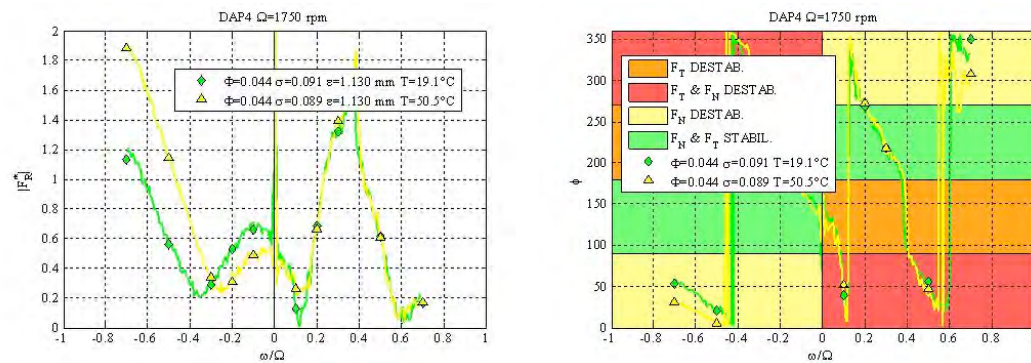 DAP4 Ω=1750 rpm
2
1.8
1.6
1.4
1.2
1
0.8
0.6
0.4
0.2
0
|F*R|
Φ=0.044 σ=0.091 ε=1.130 mm T=19.1°C
Φ=0.044 σ=0.089 ε=1.130 mm T=50.5°C
-1 -0.8 -0.6 -0.4 -0.2 0 0.2 0.4 0.6 0.8 1
ω/Ω
DAP4 Ω=1750 rpm
350
300
250
200
150
100
50
0
ϕ
FT DESTAB.
FT & FN DESTAB.
FN DESTAB.
FN & FT STABIL.
Φ=0.044 σ=0.091 T=19.1°C
Φ=0.044 σ=0.089 T=50.5°C
-1 -0.8 -0.6 -0.4 -0.2 0 0.2 0.4 0.6 0.8
ω/Ω